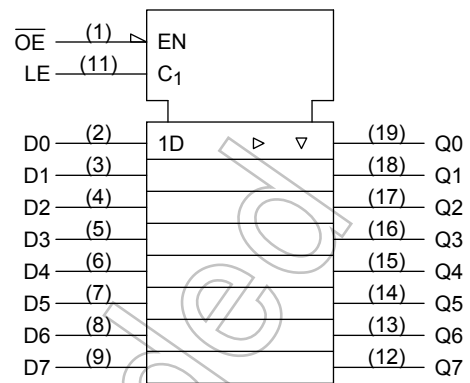 OE (1) EN
LE (11) C1
D0 (2) 1D (19) Q0
D1 (3) (18) Q1
D2 (4) (17) Q2
D3 (5) (16) Q3
D4 (6) (15) Q4
D5 (7) (14) Q5
D6 (8) (13) Q6
D7 (9) (12) Q7
ded